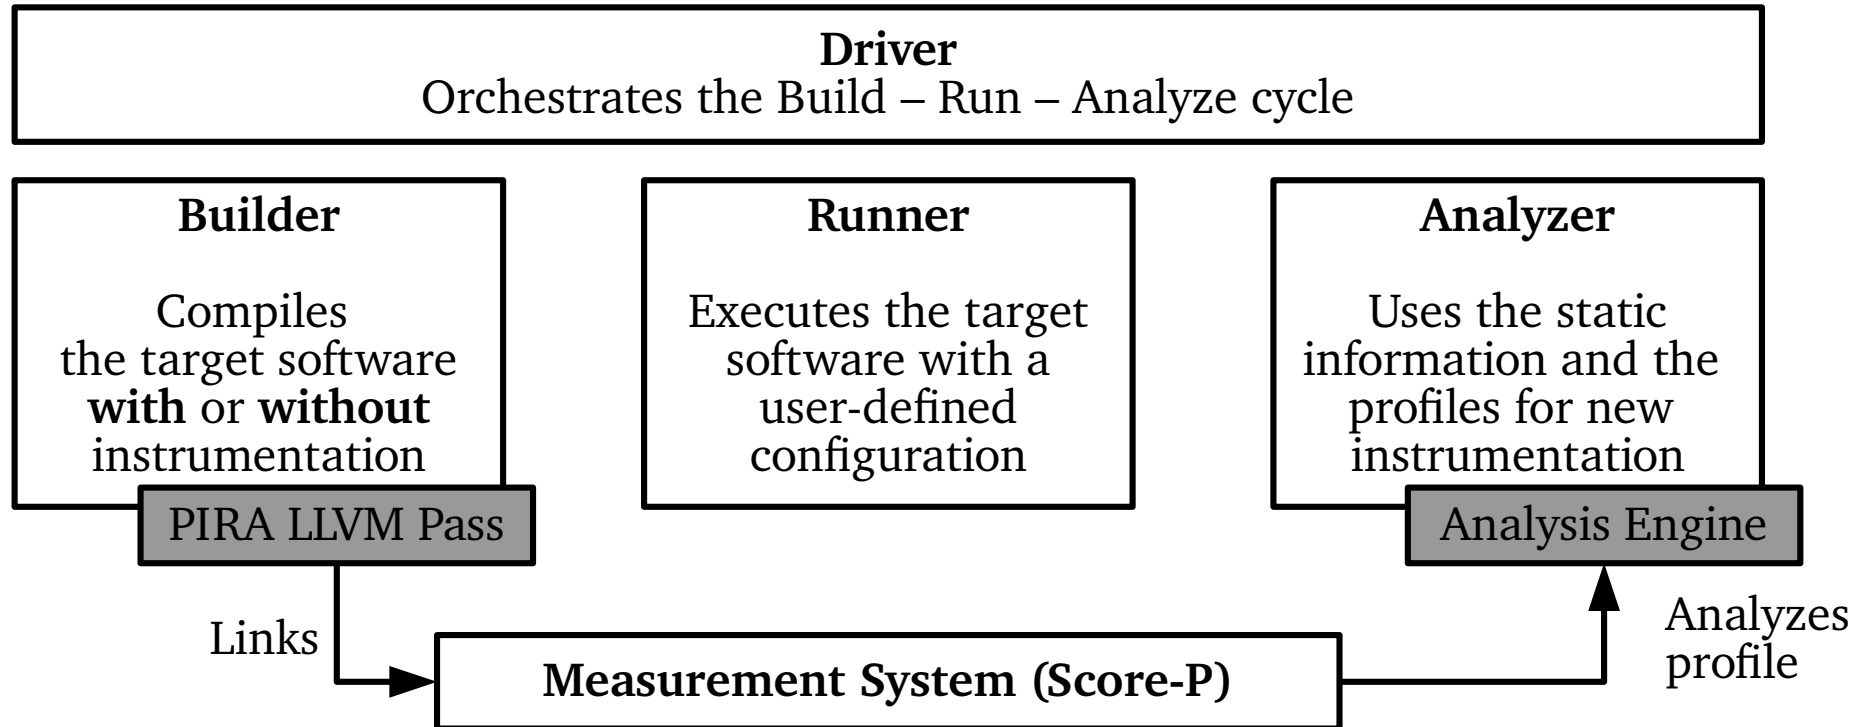 Driver
Orchestrates the Build – Run – Analyze cycle
Builder
Compiles
the target software
with or without
instrumentation
PIRA LLVM Pass
Runner
Executes the target
software with a
user-defined
configuration
Analyzer
Uses the static
information and the
profiles for new
instrumentation
Analysis Engine
Links
Measurement System (Score-P)
Analyzes
profile